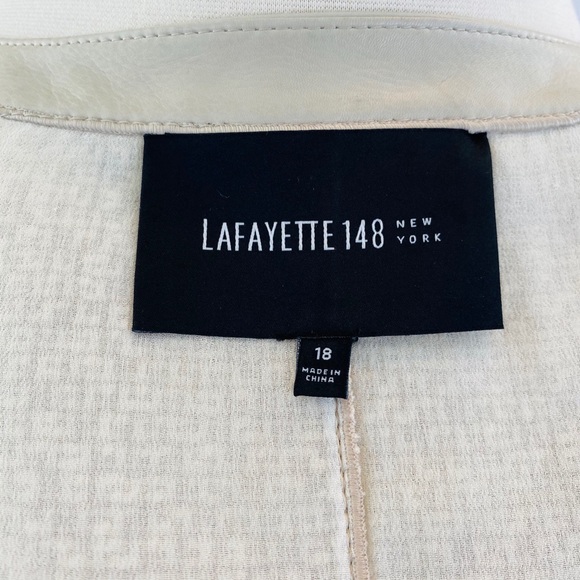 LAFAYETTE 148 NEW YORK
18
MADE IN
CHINA